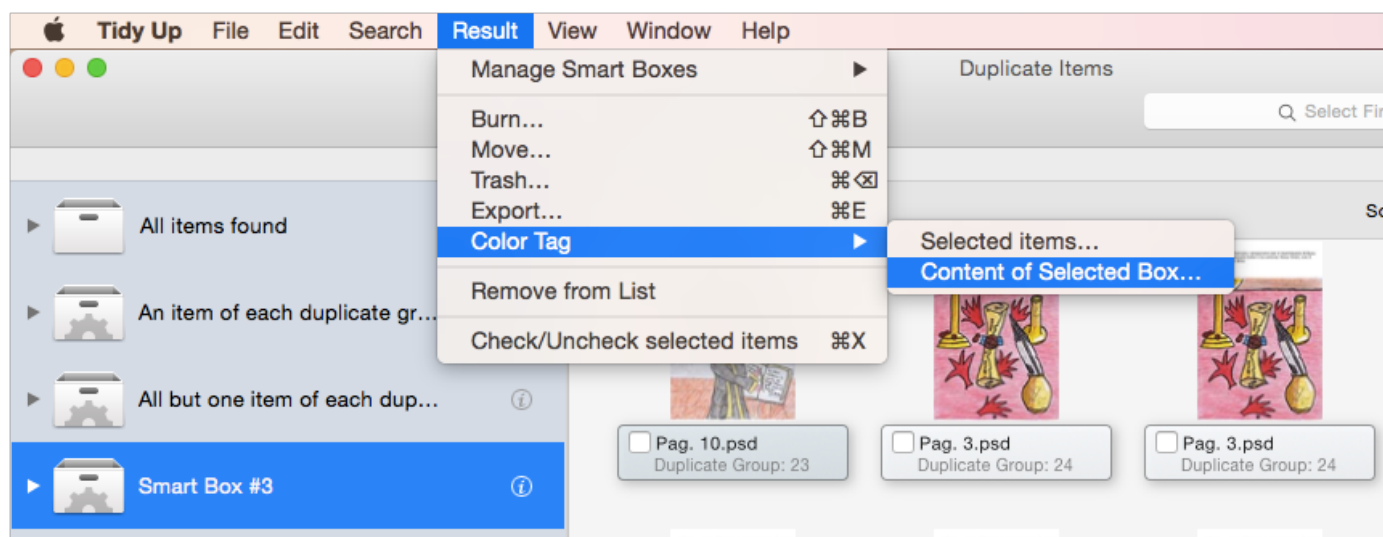 Tidy Up File Edit Search Result View Window Help
Duplicate Items
Select Fir
Manage Smart Boxes ▶
Burn... ⇧⌘B
Move... ⇧⌘M
Trash... ⌘⌫
Export... ⌘E
Color Tag ▶
Selected items...
Content of Selected Box...
Remove from List
Check/Uncheck selected items ⌘X
All items found
An item of each duplicate gr...
All but one item of each dup...
Smart Box #3
Pag. 10.psd
Duplicate Group: 23
Pag. 3.psd
Duplicate Group: 24
Pag. 3.psd
Duplicate Group: 24